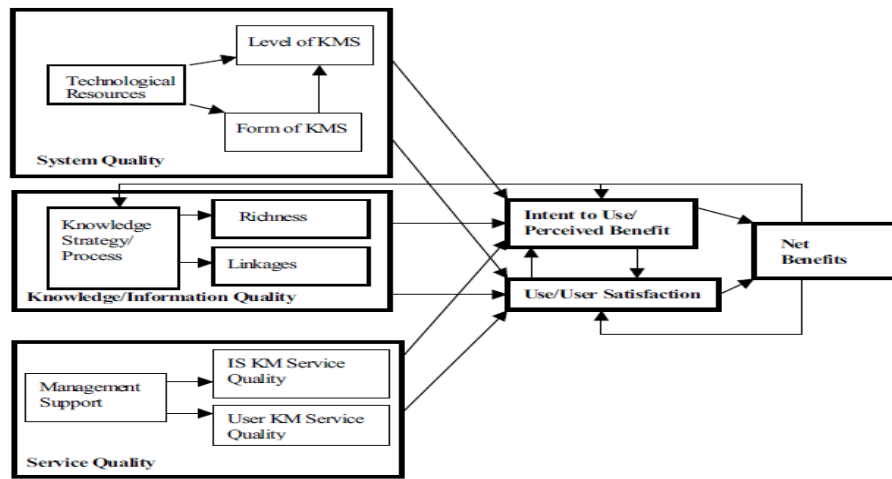 Level of KMS
Technological
Resources
Form of KMS
System Quality
Knowledge
Strategy/
Process
Richness
Linkages
Knowledge/Information Quality
Intent to Use/
Perceived Benefit
Use/User Satisfaction
Net
Benefits
Management
Support
IS KM Service
Quality
User KM Service
Quality
Service Quality